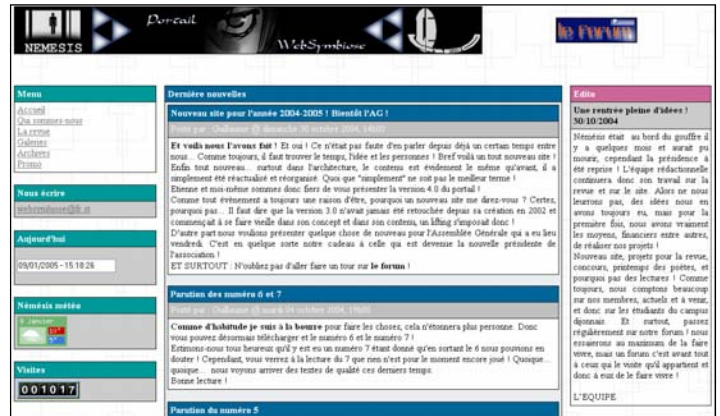 NEMESIS
Portail
WebSymbiose
le Forum
Menu
Accueil
Qui sommes-nous
La revue
Galeries
Archives
Promo
Nous écrire
Aujourd'hui
09/01/2005 - 15:18:26
Némésis météo
9 Janvier
Visites
001017
Dernière nouvelles
Nouveau site pour l'année 2004-2005 ! Bientôt l'AG !
Posté par : Guillaume @ dimanche 30 octobre 2004, 14h00
Et voilà nous l'avons fait ! Et oui ! Ce n'était pas faute d'en parler depuis déjà un certain temps entre
nous... Comme toujours, il faut trouver le temps, l'idée et les personnes ! Bref voilà un tout nouveau site !
Enfin tout nouveau... surtout dans l'architecture, le contenu est évidement le même qu'avant, il a
simplement été réactualisé et réorganisé. Quoi que "simplement" ne soit pas le meilleur terme !
Etienne et moi-même sommes donc fiers de vous présenter la version 4.0 du portail !
Comme tout évènement a toujours une raison d'être, pourquoi un nouveau site me direz-vous ? Certes,
pourquoi pas... Il faut dire que la version 3.0 n'avait jamais été retouchée depuis sa création en 2002 et
commençait à se faire vieille dans son concept et dans son contenu, un lifting s'imposait donc !
D'autre part nous voulions présenter quelque chose de nouveau pour l'Assemblée Générale qui a eu lieu
vendredi. C'est en quelque sorte notre cadeau à celle qui est devenue la nouvelle présidente de
l'association !
ET SURTOUT : N'oubliez pas d'aller faire un tour sur le forum !
Parution des numéro 6 et 7
Posté par : Guillaume @ mardi 04 octobre 2004, 19h00
Comme d'habitude je suis à la bourre pour faire les choses, cela n'étonnera plus personne. Donc
vous pouvez désormais télécharger et le numéro 6 et le numéro 7 !
Estimons-nous tous heureux qu'il y est eu un numéro 7 étant donné qu'en sortant le 6 nous pouvions en
douter ! Cependant, vous verrez à la lecture du 7 que rien n'est pour le moment encore joué ! Quoique...
quoique... nous voyons arriver des textes de qualité ces derniers temps.
Bonne lecture !
Parution du numéro 5
Edito
Une rentrée pleine d'idées !
30/10/2004
Némésis était au bord du gouffre il
y a quelques mois et aurait pu
mourir, cependant la présidence à
été reprise ! L'équipe rédactionnelle
continuera donc son travail sur la
revue et sur le site. Alors ne nous
leurrons pas, des idées nous en
avons toujours eu, mais pour la
première fois, nous avons vraiment
les moyens, financiers entre autres,
de réaliser nos projets !
Nouveau site, projets pour la revue,
concours, printemps des poètes, et
pourquoi pas des lectures ! Comme
toujours, nous comptons beaucoup
sur nos membres, actuels et à venir,
et donc sur les étudiants du campus
dijonnais. Et surtout, passez
régulièrement sur notre forum ! nous
essaierons au maximum de la faire
vivre, mais un forum c'est avant tout
à ceux qui le visite qu'il appartient et
donc à eux de le faire vivre !
L'EQUIPE